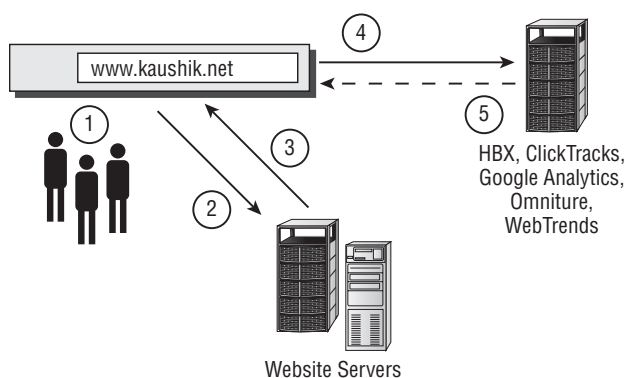 4
www.kaushik.net
1
5
3
2
HBX, ClickTracks,
Google Analytics,
Omniture,
WebTrends
Website Servers